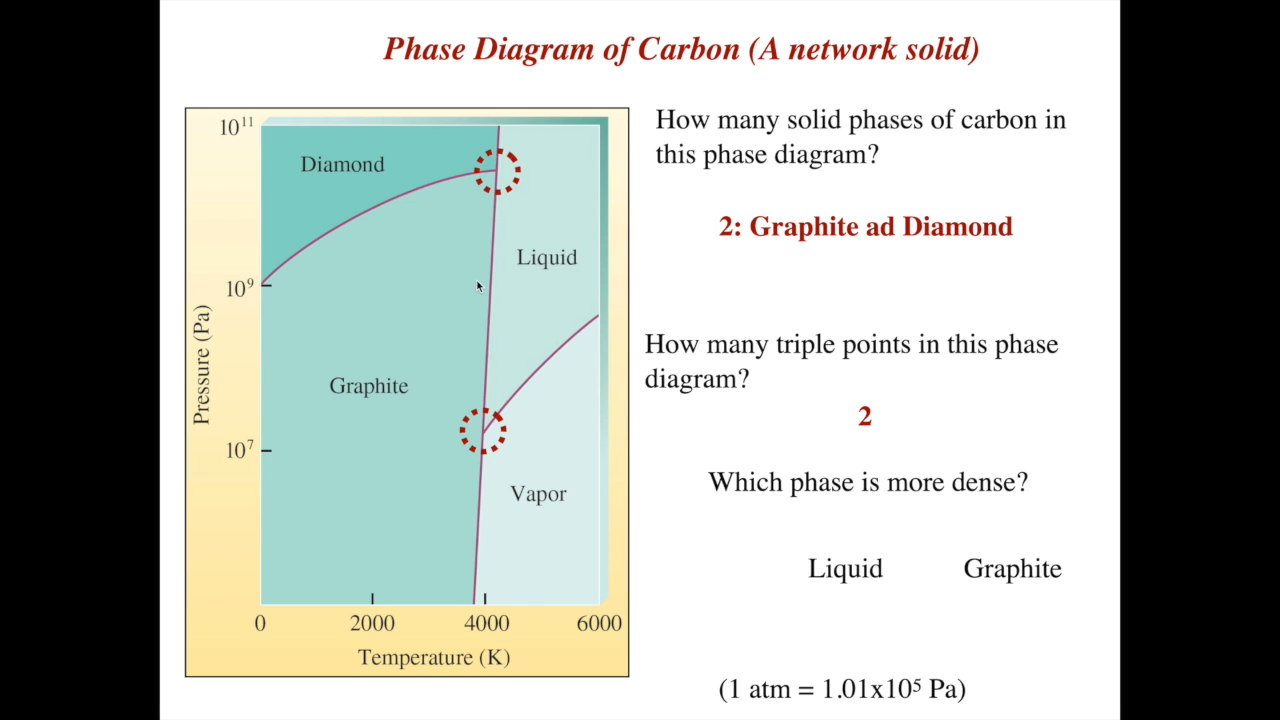 Phase Diagram of Carbon (A network solid)
10¹¹
Diamond
Liquid
10⁹
Pressure (Pa)
Graphite
10⁷
Vapor
0 2000 4000 6000
Temperature (K)
How many solid phases of carbon in
this phase diagram?
2: Graphite ad Diamond
How many triple points in this phase
diagram?
2
Which phase is more dense?
Liquid Graphite
(1 atm = 1.01x10⁵ Pa)